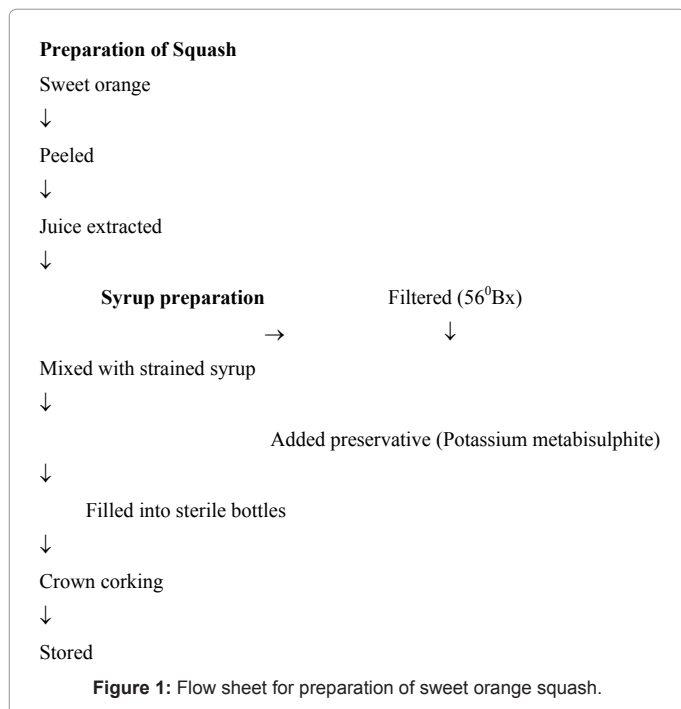 Preparation of Squash
Sweet orange
↓
Peeled
↓
Juice extracted
↓
Syrup preparation Filtered (56⁰Bx)
→ ↓
Mixed with strained syrup
↓
Added preservative (Potassium metabisulphite)
↓
Filled into sterile bottles
↓
Crown corking
↓
Stored
Figure 1: Flow sheet for preparation of sweet orange squash.